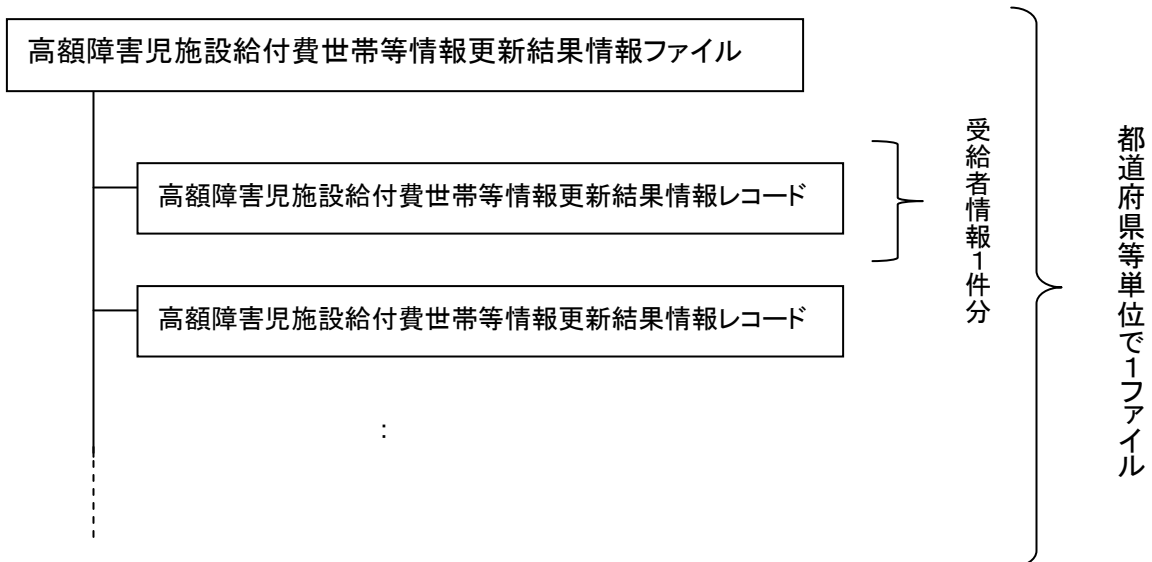 高額障害児施設給付費世帯等情報更新結果情報ファイル
高額障害児施設給付費世帯等情報更新結果情報レコード
受給者情報１件分
高額障害児施設給付費世帯等情報更新結果情報レコード
：
都道府県等単位で１ファイル